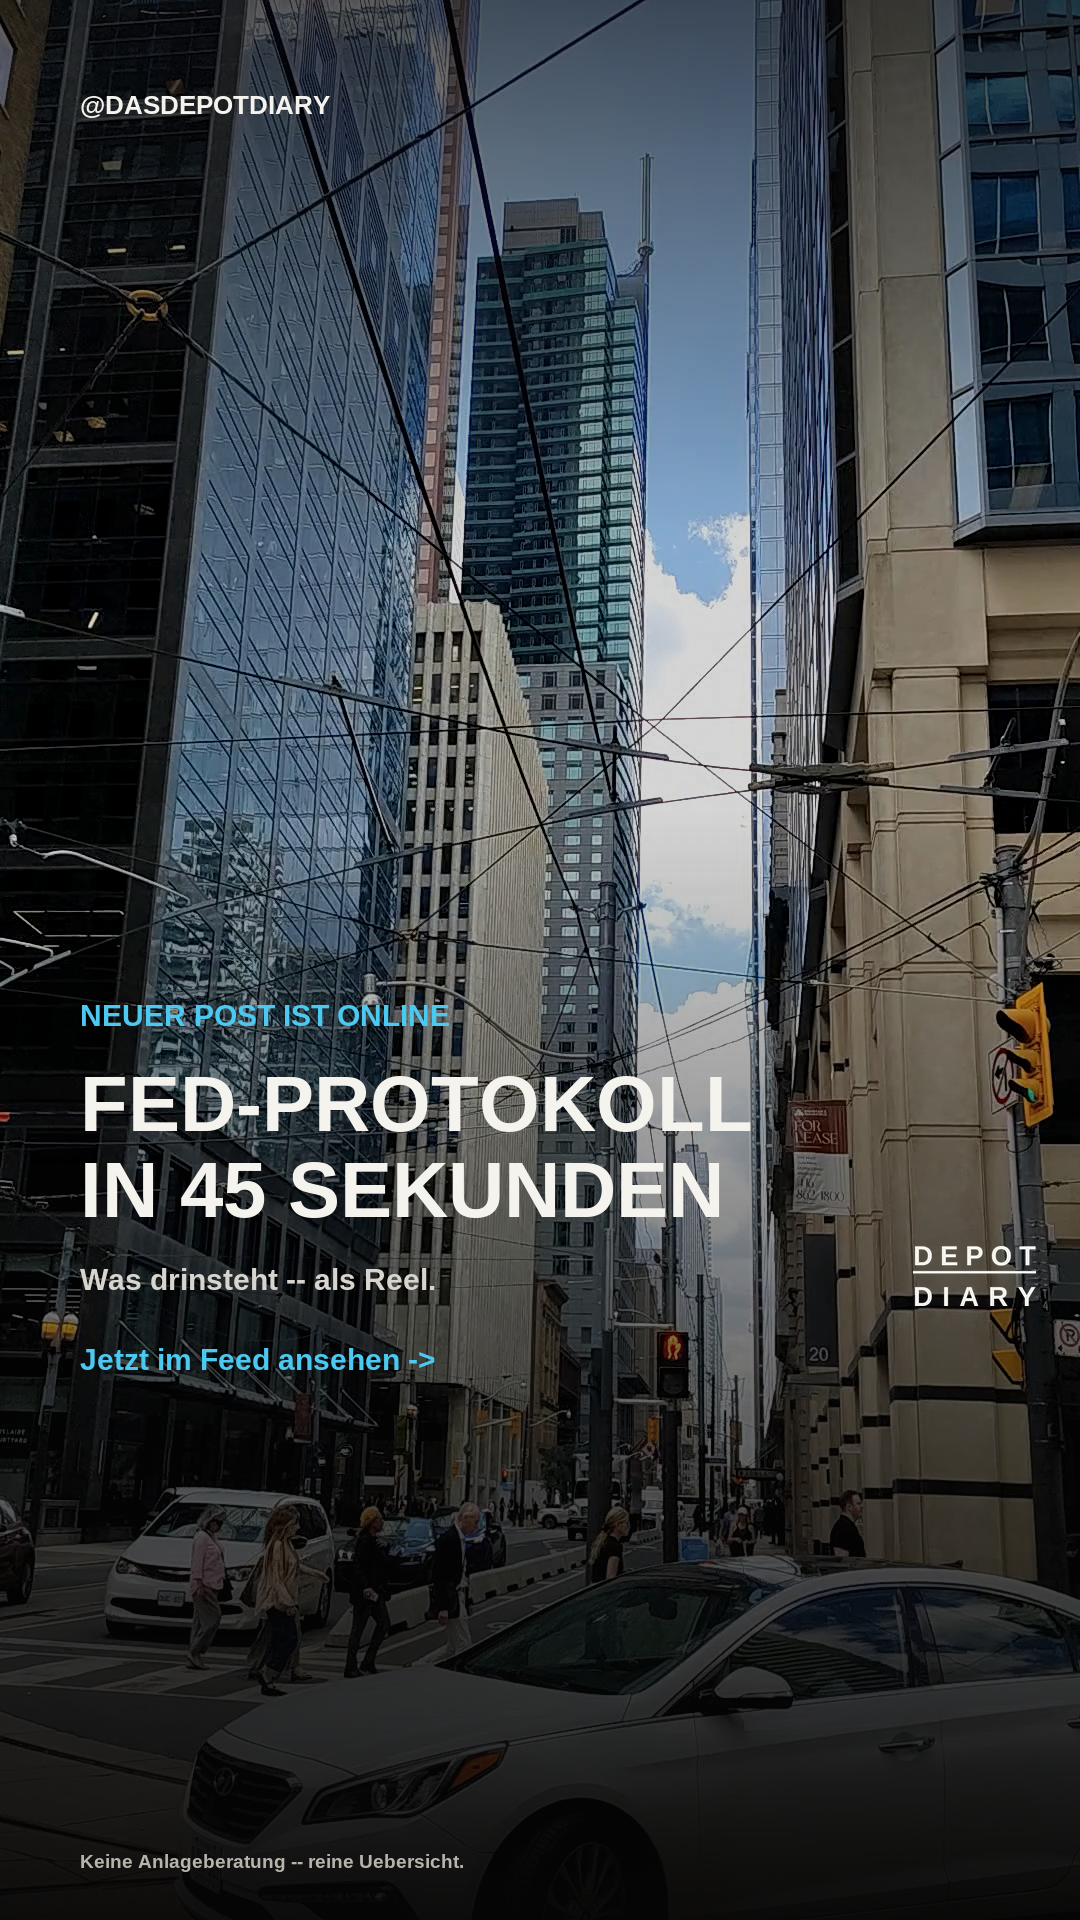 @DASDEPOTDIARY
NEUER POST IST ONLINE
FED-PROTOKOLL
IN 45 SEKUNDEN
FOR
LEASE
Was drinsteht -- als Reel.
DEPOT
DIARY
20
Jetzt im Feed ansehen ->
Keine Anlageberatung -- reine Uebersicht.